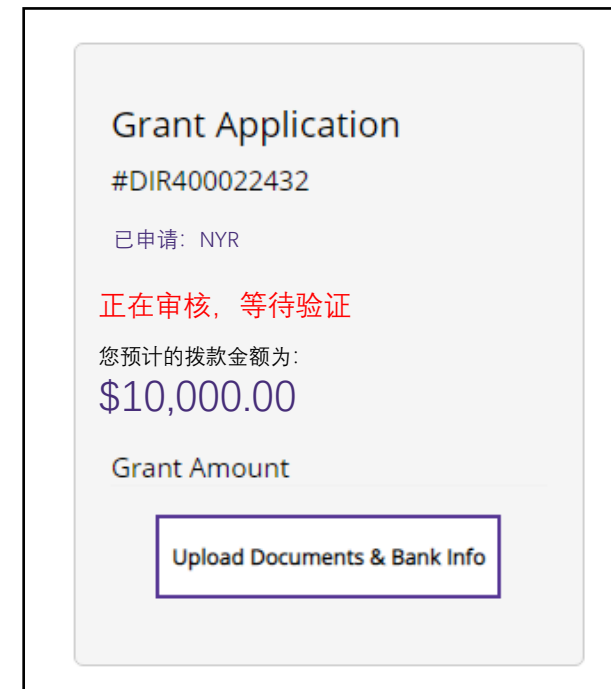 Grant Application
#DIR400022432
已申请：NYR
正在审核，等待验证
您预计的拨款金额为：
$10,000.00
Grant Amount
Upload Documents & Bank Info